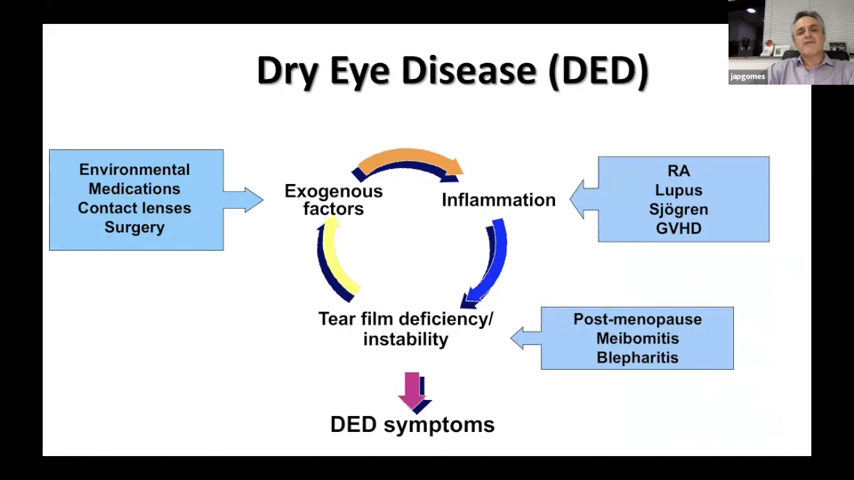 Dry Eye Disease (DED)
japgomes
Environmental
Medications
Contact lenses
Surgery
Exogenous
factors
Inflammation
RA
Lupus
Sjögren
GVHD
Tear film deficiency/
instability
Post-menopause
Meibomitis
Blepharitis
DED symptoms